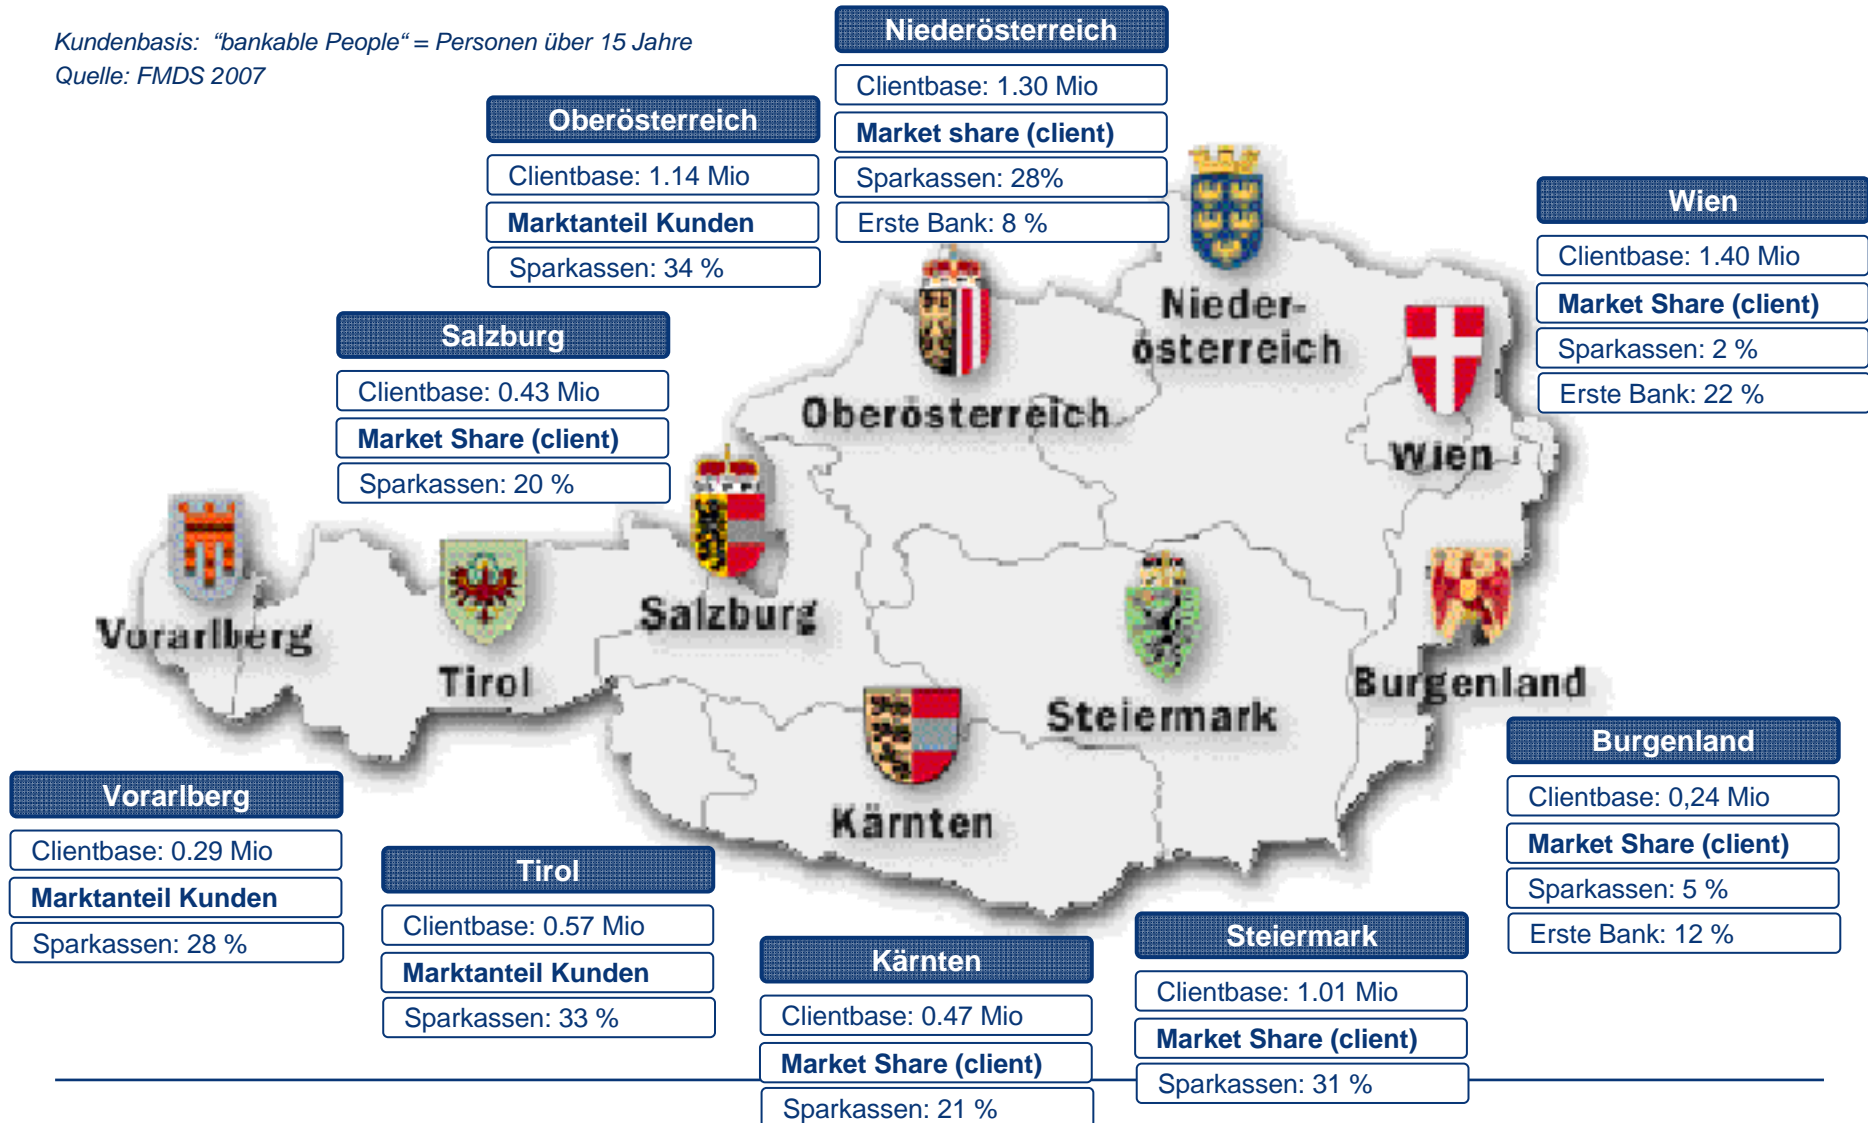 Kundenbasis: "bankable People“ = Personen über 15 Jahre
Quelle: FMDS 2007
Niederösterreich
Clientbase: 1.30 Mio
Market share (client)
Sparkassen: 28%
Erste Bank: 8 %
Oberösterreich
Clientbase: 1.14 Mio
Marktanteil Kunden
Sparkassen: 34 %
Wien
Clientbase: 1.40 Mio
Market Share (client)
Sparkassen: 2 %
Erste Bank: 22 %
Salzburg
Clientbase: 0.43 Mio
Market Share (client)
Sparkassen: 20 %
Nieder-
österreich
Oberösterreich
Wien
Salzburg
Vorarlberg
Tirol
Steiermark
Burgenland
Kärnten
Burgenland
Clientbase: 0,24 Mio
Market Share (client)
Sparkassen: 5 %
Erste Bank: 12 %
Vorarlberg
Clientbase: 0.29 Mio
Marktanteil Kunden
Sparkassen: 28 %
Tirol
Clientbase: 0.57 Mio
Marktanteil Kunden
Sparkassen: 33 %
Kärnten
Clientbase: 0.47 Mio
Market Share (client)
Sparkassen: 21 %
Steiermark
Clientbase: 1.01 Mio
Market Share (client)
Sparkassen: 31 %